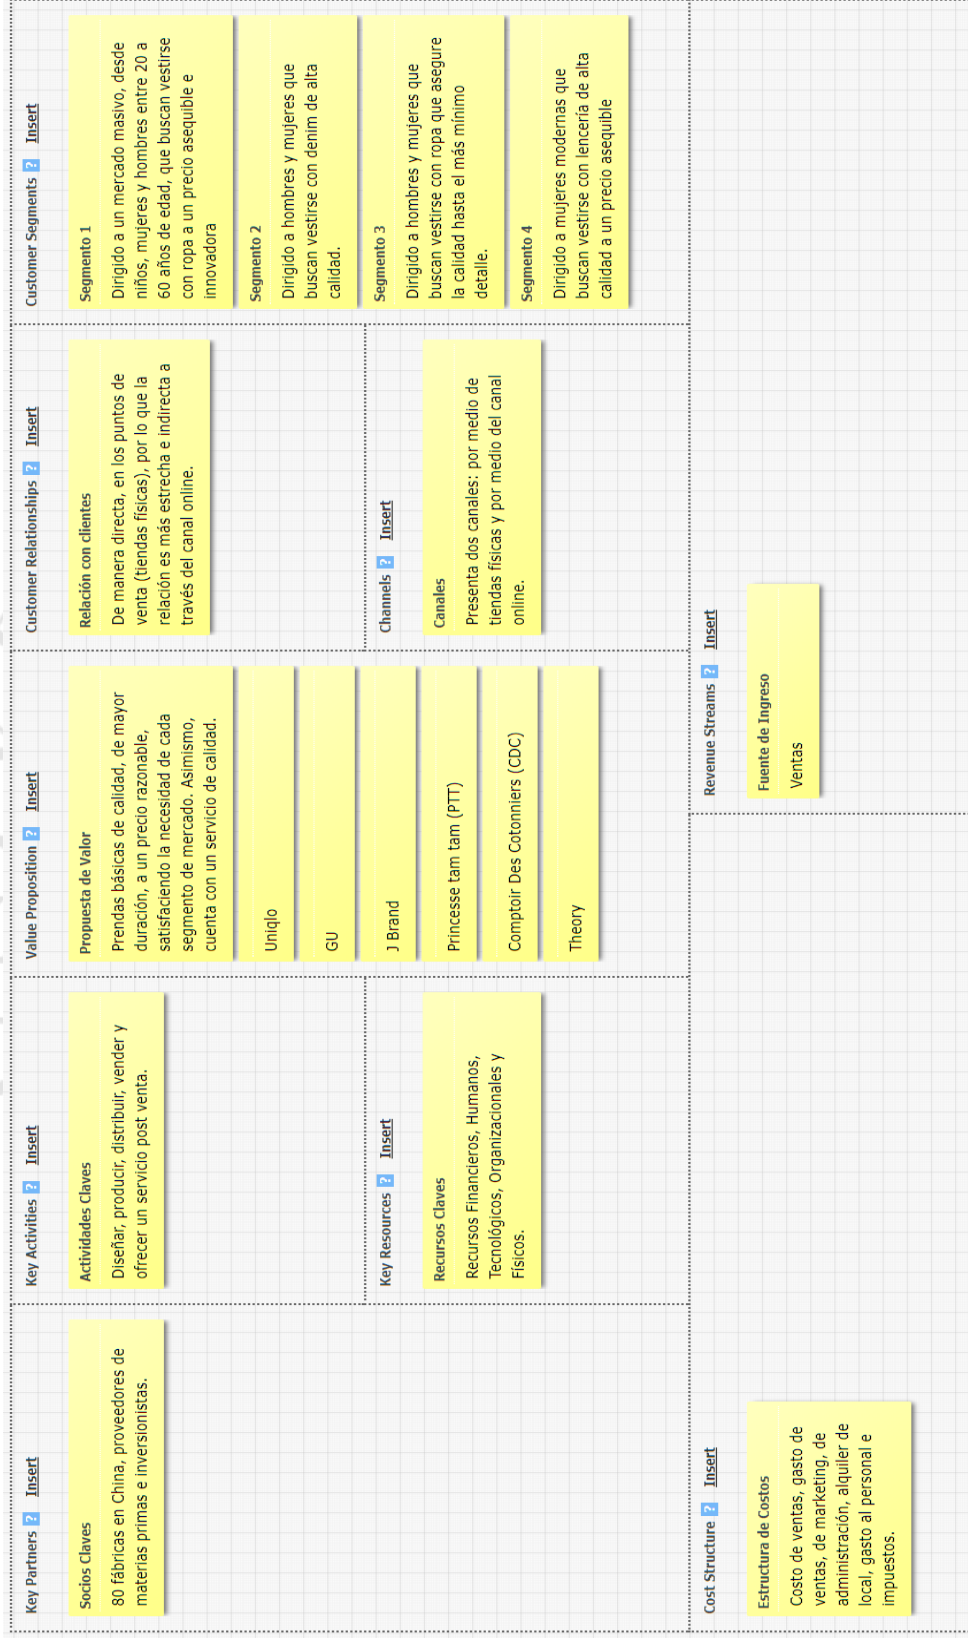 Key Partners ? Insert
Socios Claves
80 fábricas en China, proveedores de
materias primas e inversionistas.
Key Activities ? Insert
Actividades Claves
Diseñar, producir, distribuir, vender y
ofrecer un servicio post venta.
Key Resources ? Insert
Recursos Claves
Recursos Financieros, Humanos,
Tecnológicos, Organizacionales y
Físicos.
Value Proposition ? Insert
Propuesta de Valor
Prendas básicas de calidad, de mayor
duración, a un precio razonable,
satisfaciendo la necesidad de cada
segmento de mercado. Asimismo,
cuenta con un servicio de calidad.
Uniqlo
GU
J Brand
Princesse tam tam (PTT)
Comptoir Des Cotonniers (CDC)
Theory
Customer Relationships ? Insert
Relación con clientes
De manera directa, en los puntos de
venta (tiendas físicas), por lo que la
relación es más estrecha e indirecta a
través del canal online.
Channels ? Insert
Canales
Presenta dos canales: por medio de
tiendas físicas y por medio del canal
online.
Customer Segments ? Insert
Segmento 1
Dirigido a un mercado masivo, desde
niños, mujeres y hombres entre 20 a
60 años de edad, que buscan vestirse
con ropa a un precio asequible e
innovadora
Segmento 2
Dirigido a hombres y mujeres que
buscan vestirse con denim de alta
calidad.
Segmento 3
Dirigido a hombres y mujeres que
buscan vestirse con ropa que asegure
la calidad hasta el más mínimo
detalle.
Segmento 4
Dirigido a mujeres modernas que
buscan vestirse con lencería de alta
calidad a un precio asequible
Cost Structure ? Insert
Estructura de Costos
Costo de ventas, gasto de
ventas, de marketing, de
administración, alquiler de
local, gasto al personal e
impuestos.
Revenue Streams ? Insert
Fuente de Ingreso
Ventas